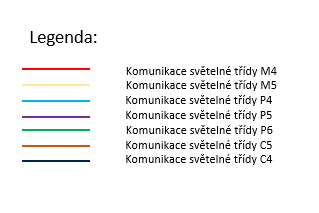 Legenda:
Komunikace světelné třídy M4
Komunikace světelné třídy M5
Komunikace světelné třídy P4
Komunikace světelné třídy P5
Komunikace světelné třídy P6
Komunikace světelné třídy C5
Komunikace světelné třídy C4